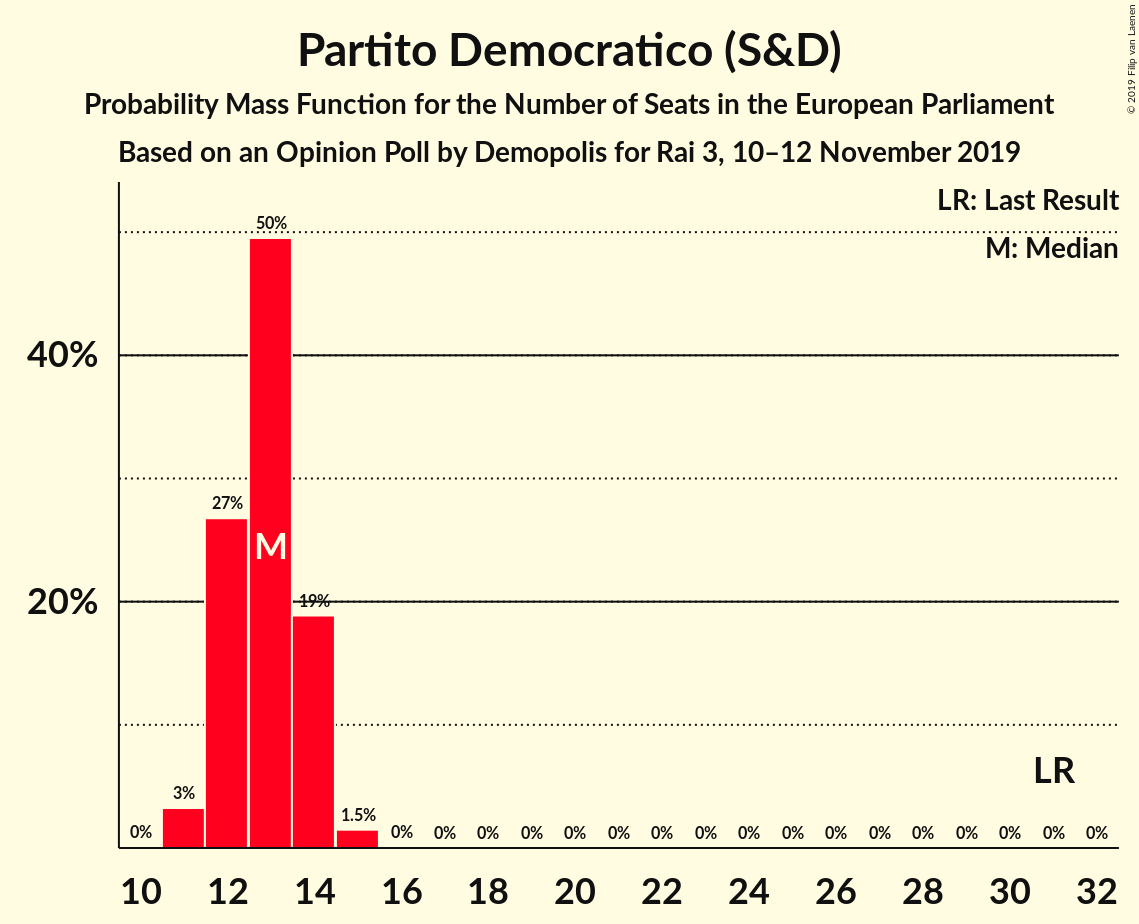 Partito Democratico (S&D)
Probability Mass Function for the Number of Seats in the European Parliament
Based on an Opinion Poll by Demopolis for Rai 3, 10–12 November 2019
© 2019 Filip van Laenen
LR: Last Result
M: Median
50%
40%
27%
M
20%
19%
LR
3%
1.5%
0% 0% 0% 0% 0% 0% 0% 0% 0% 0% 0% 0% 0% 0% 0% 0% 0% 0%
10 12 14 16 18 20 22 24 26 28 30 32